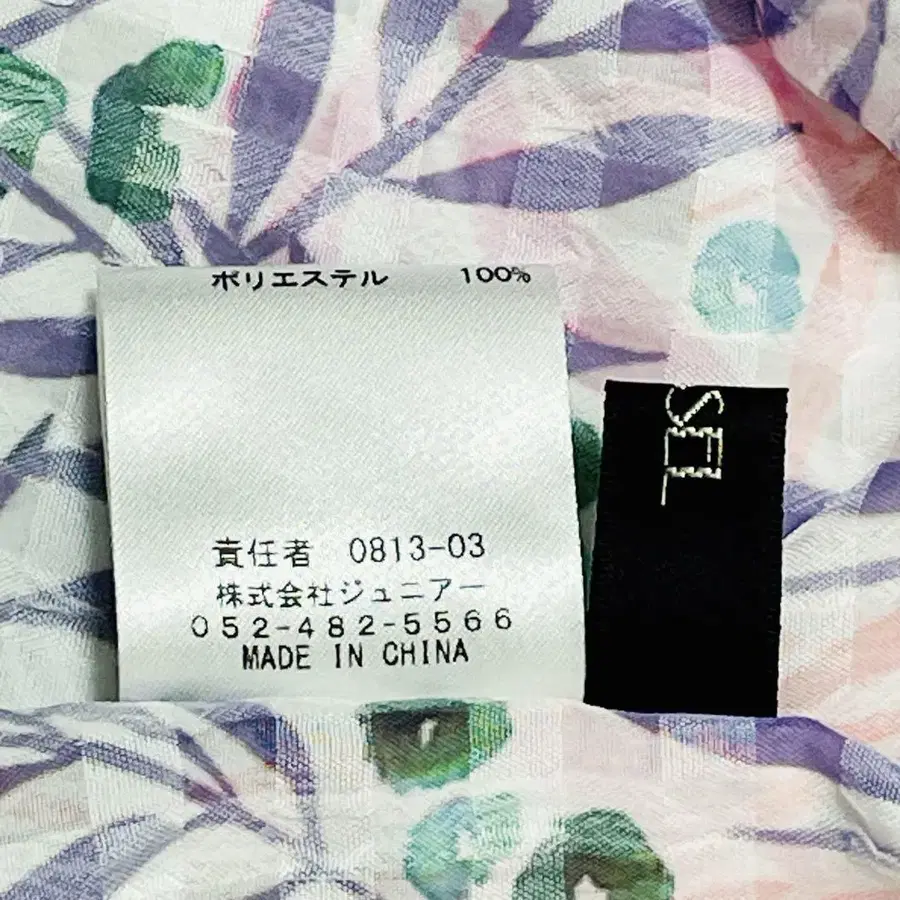 ポリエステル 100%
責任者 0813-03
株式会社ジュニアー
052-482-5566
MADE IN CHINA